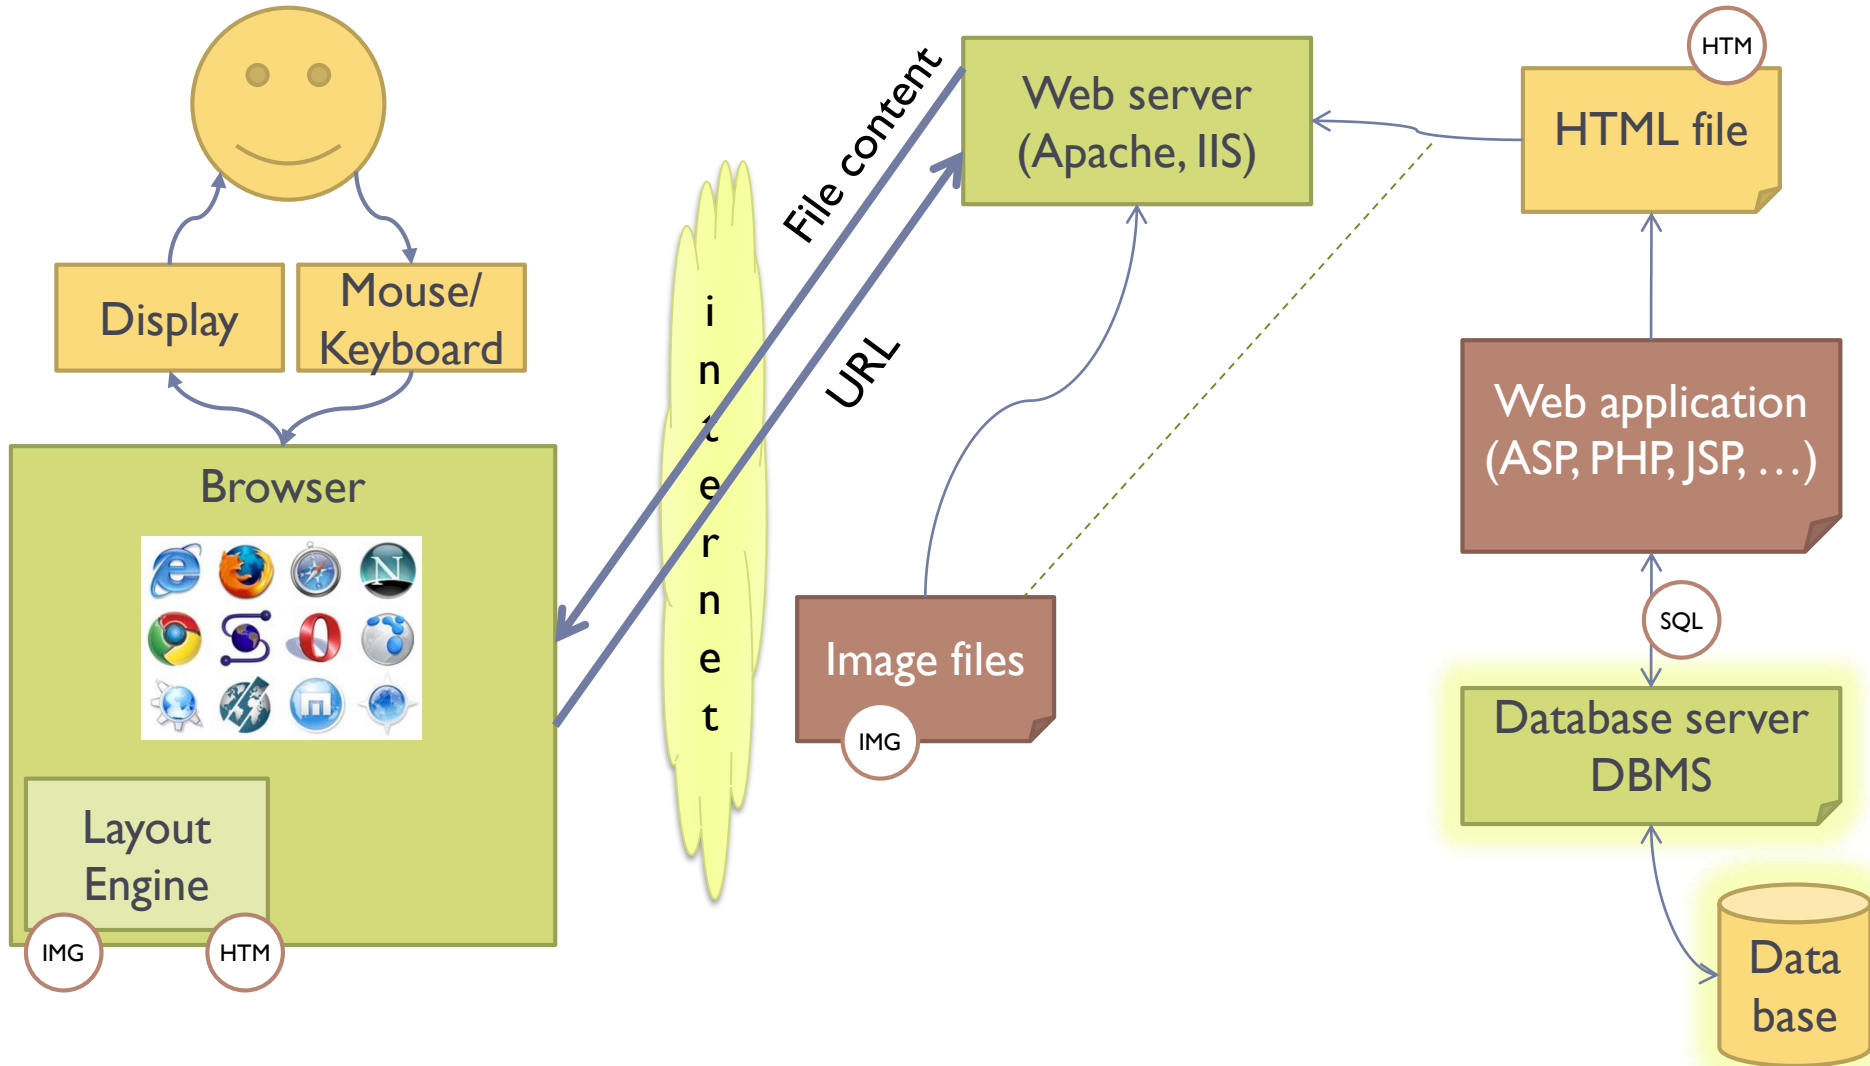 Display
Mouse/
Keyboard
Browser
N
Layout
Engine
IMG
HTM
i
n
t
e
r
n
e
t
File content
URL
Web server
(Apache, IIS)
Image files
IMG
HTM
HTML file
Web application
(ASP, PHP, JSP, …)
SQL
Database server
DBMS
Data
base